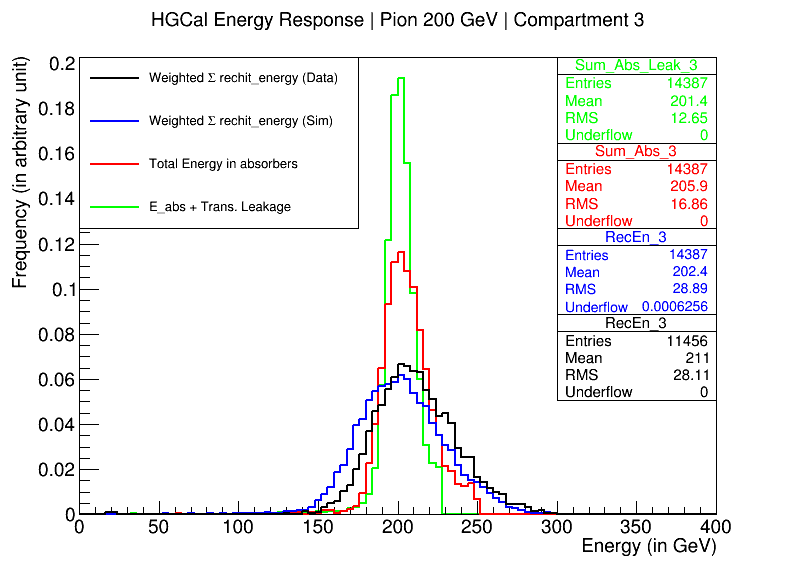 HGCal Energy Response | Pion 200 GeV | Compartment 3
Frequency (in arbitrary unit)
0.2
0.18
0.16
0.14
0.12
0.1
0.08
0.06
0.04
0.02
0
Weighted Σ rechit_energy (Data)
Weighted Σ rechit_energy (Sim)
Total Energy in absorbers
E_abs + Trans. Leakage
Sum_Abs_Leak_3
Entries 14387
Mean 201.4
RMS 12.65
Underflow 0
Sum_Abs_3
Entries 14387
Mean 205.9
RMS 16.86
Underflow 0
RecEn_3
Entries 14387
Mean 202.4
RMS 28.89
Underflow 0.0006256
RecEn_3
Entries 11456
Mean 211
RMS 28.11
Underflow 0
0 50 100 150 200 250 300 350 400
Energy (in GeV)